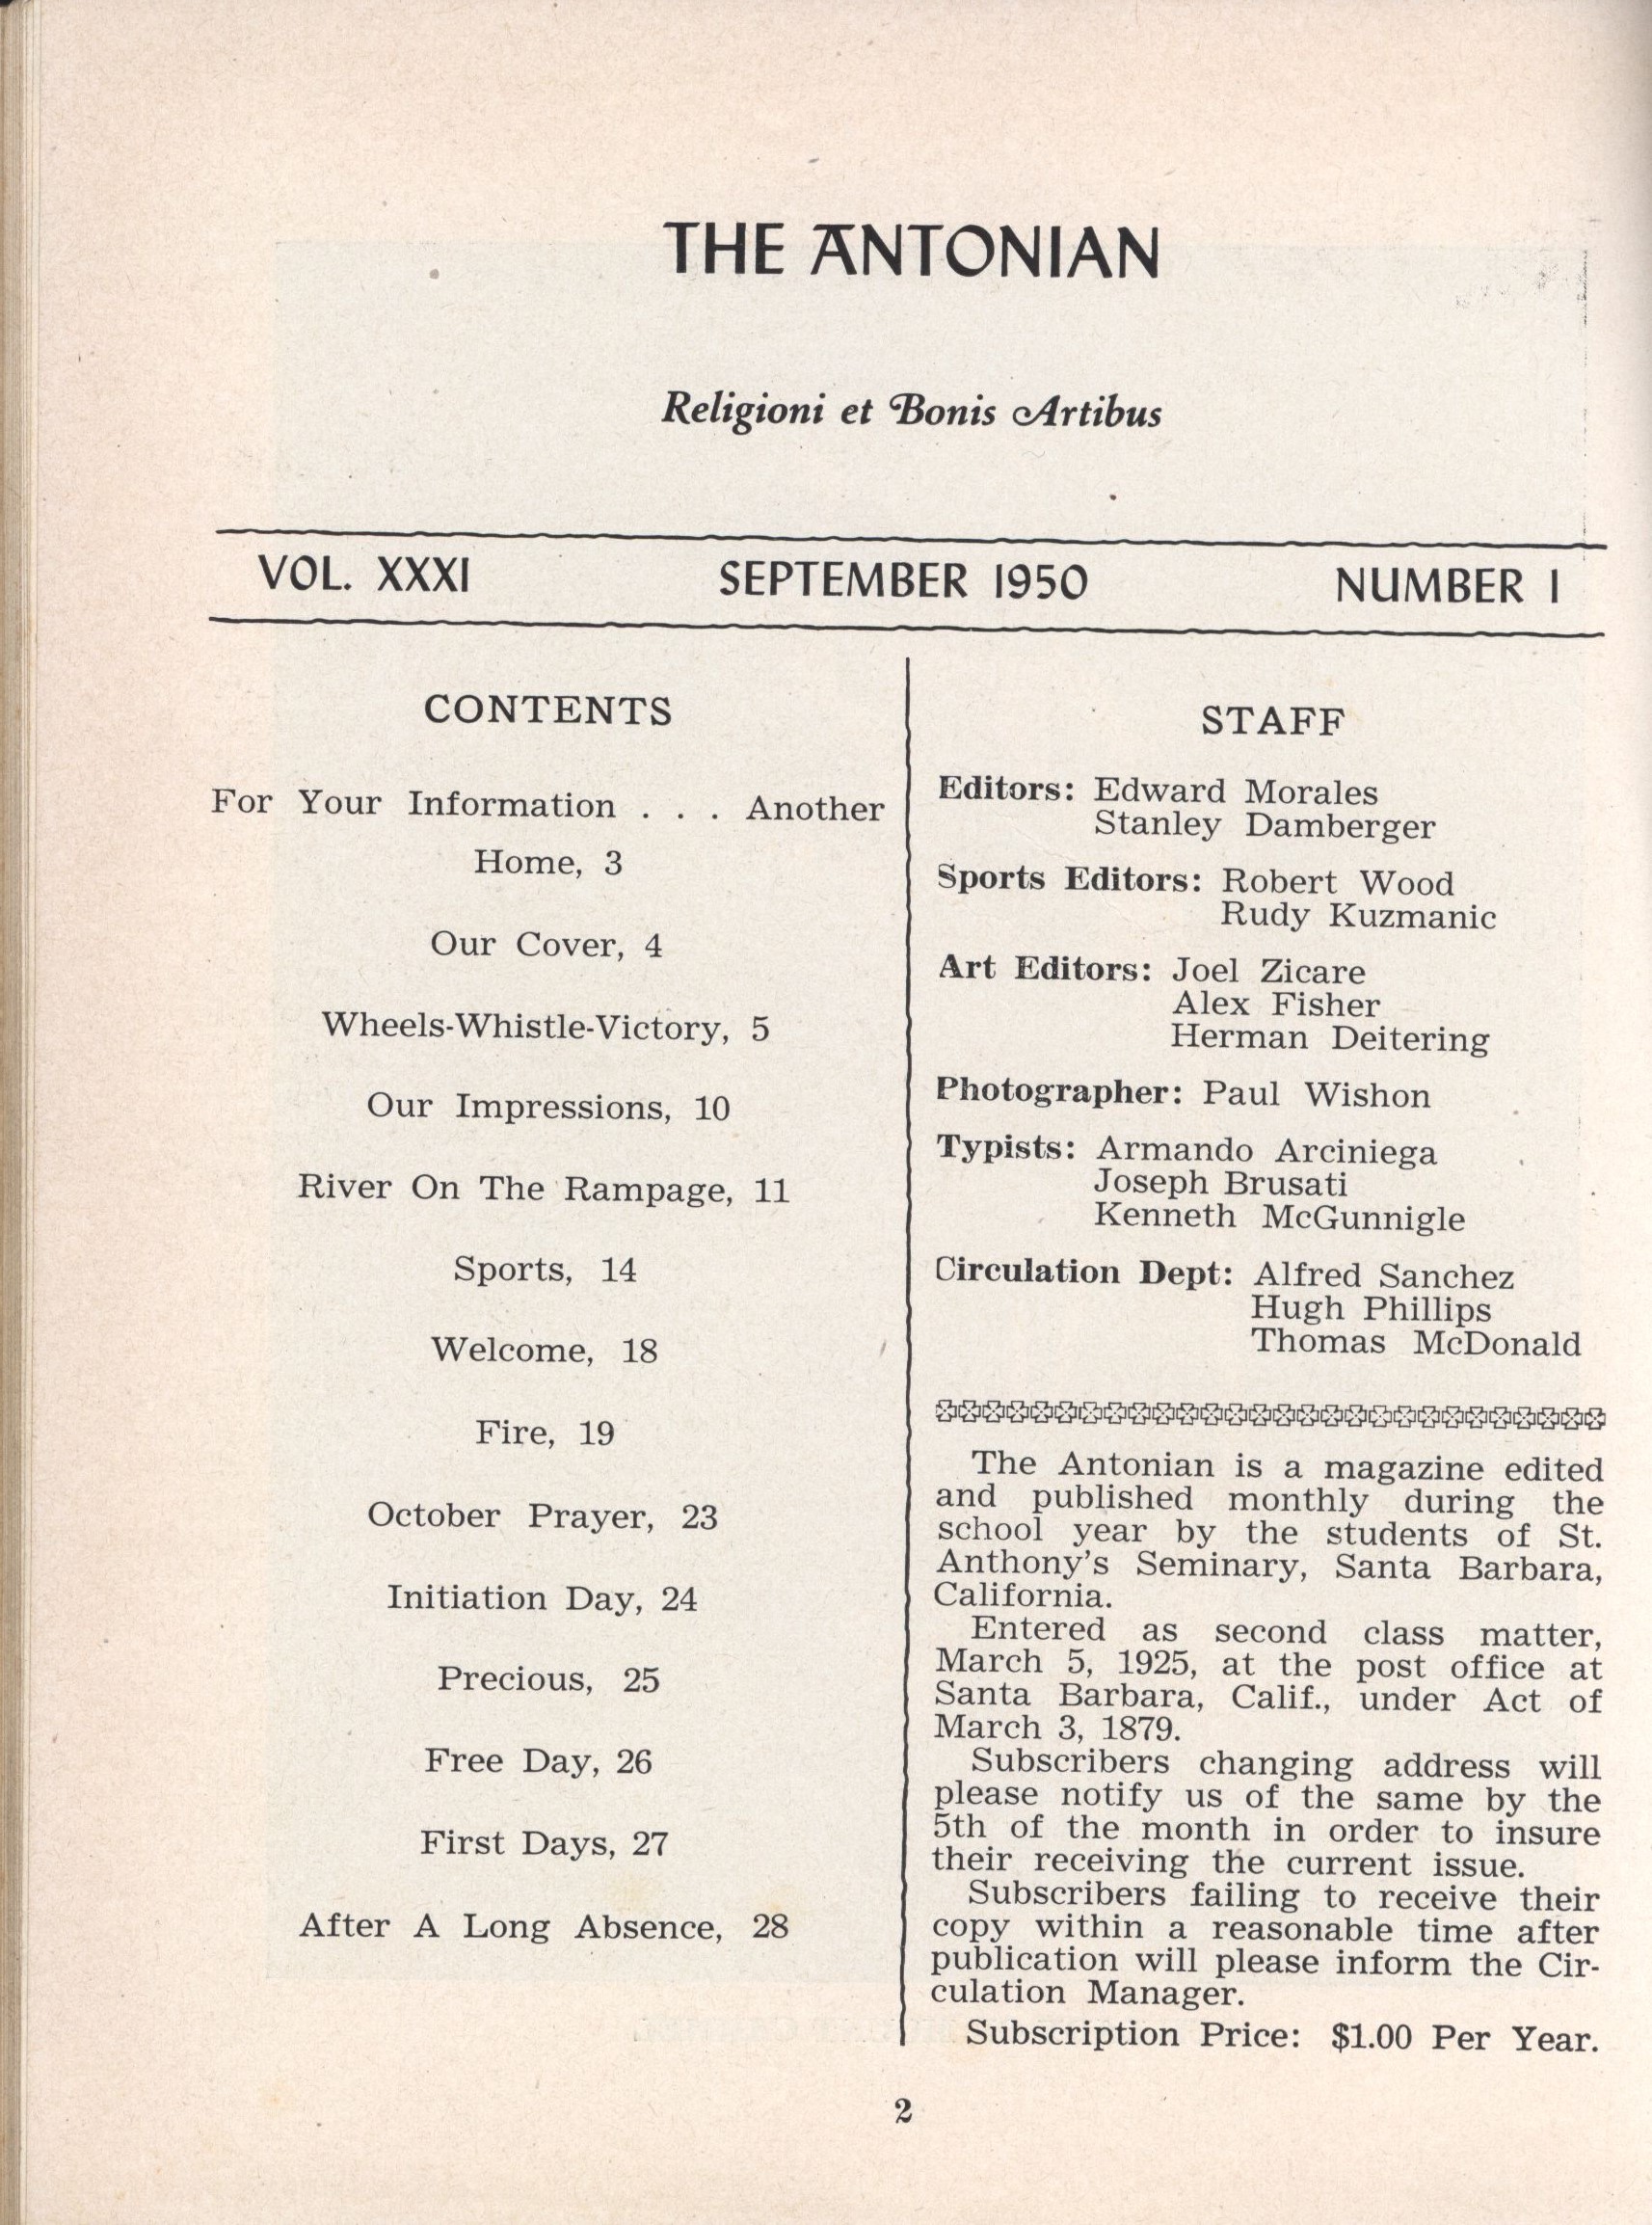 THE ANTONIAN
Religioni et Bonis Artibus
VOL. XXXI SEPTEMBER 1950 NUMBER 1
CONTENTS
For Your Information . . . Another
Home, 3
Our Cover, 4
Wheels-Whistle-Victory, 5
Our Impressions, 10
River On The Rampage, 11
Sports, 14
Welcome, 18
Fire, 19
October Prayer, 23
Initiation Day, 24
Precious, 25
Free Day, 26
First Days, 27
After A Long Absence, 28
STAFF
Editors: Edward Morales
Stanley Damberger
Sports Editors: Robert Wood
Rudy Kuzmanic
Art Editors: Joel Zicare
Alex Fisher
Herman Deitering
Photographer: Paul Wishon
Typists: Armando Arciniega
Joseph Brusati
Kenneth McGunnigle
Circulation Dept: Alfred Sanchez
Hugh Phillips
Thomas McDonald
The Antonian is a magazine edited
and published monthly during the
school year by the students of St.
Anthony's Seminary, Santa Barbara,
California.
Entered as second class matter,
March 5, 1925, at the post office at
Santa Barbara, Calif., under Act of
March 3, 1879.
Subscribers changing address will
please notify us of the same by the
5th of the month in order to insure
their receiving the current issue.
Subscribers failing to receive their
copy within a reasonable time after
publication will please inform the Cir-
culation Manager.
Subscription Price: $1.00 Per Year.
2